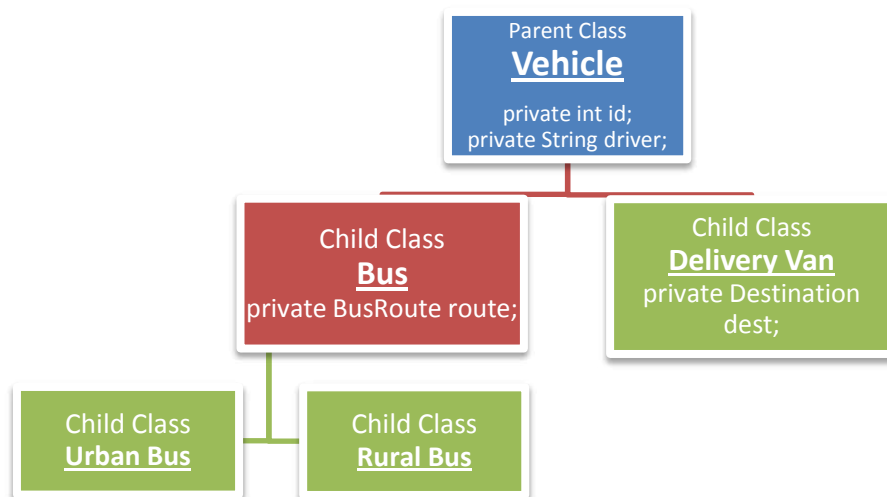 Parent Class
Vehicle
private int id;
private String driver;
Child Class
Bus
private BusRoute route;
Child Class
Delivery Van
private Destination
dest;
Child Class
Urban Bus
Child Class
Rural Bus